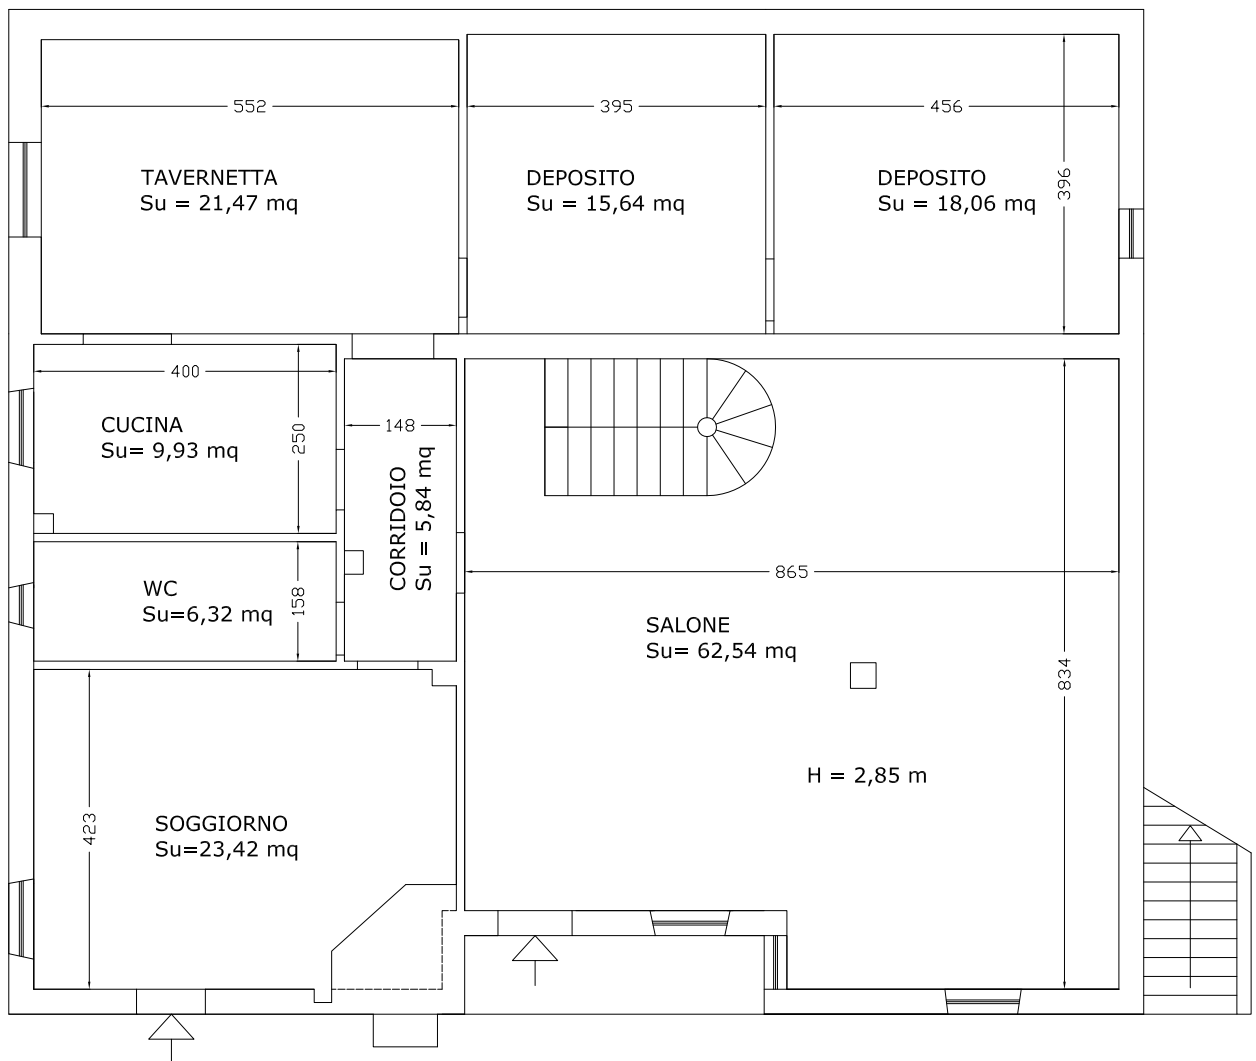 552
395
456
TAVERNETTA
Su = 21,47 mq
DEPOSITO
Su = 15,64 mq
DEPOSITO
Su = 18,06 mq
396
400
CUCINA
Su= 9,93 mq
250
148
CORRIDOIO
Su = 5,84 mq
WC
Su=6,32 mq
158
865
SALONE
Su= 62,54 mq
834
H = 2,85 m
SOGGIORNO
Su=23,42 mq
423